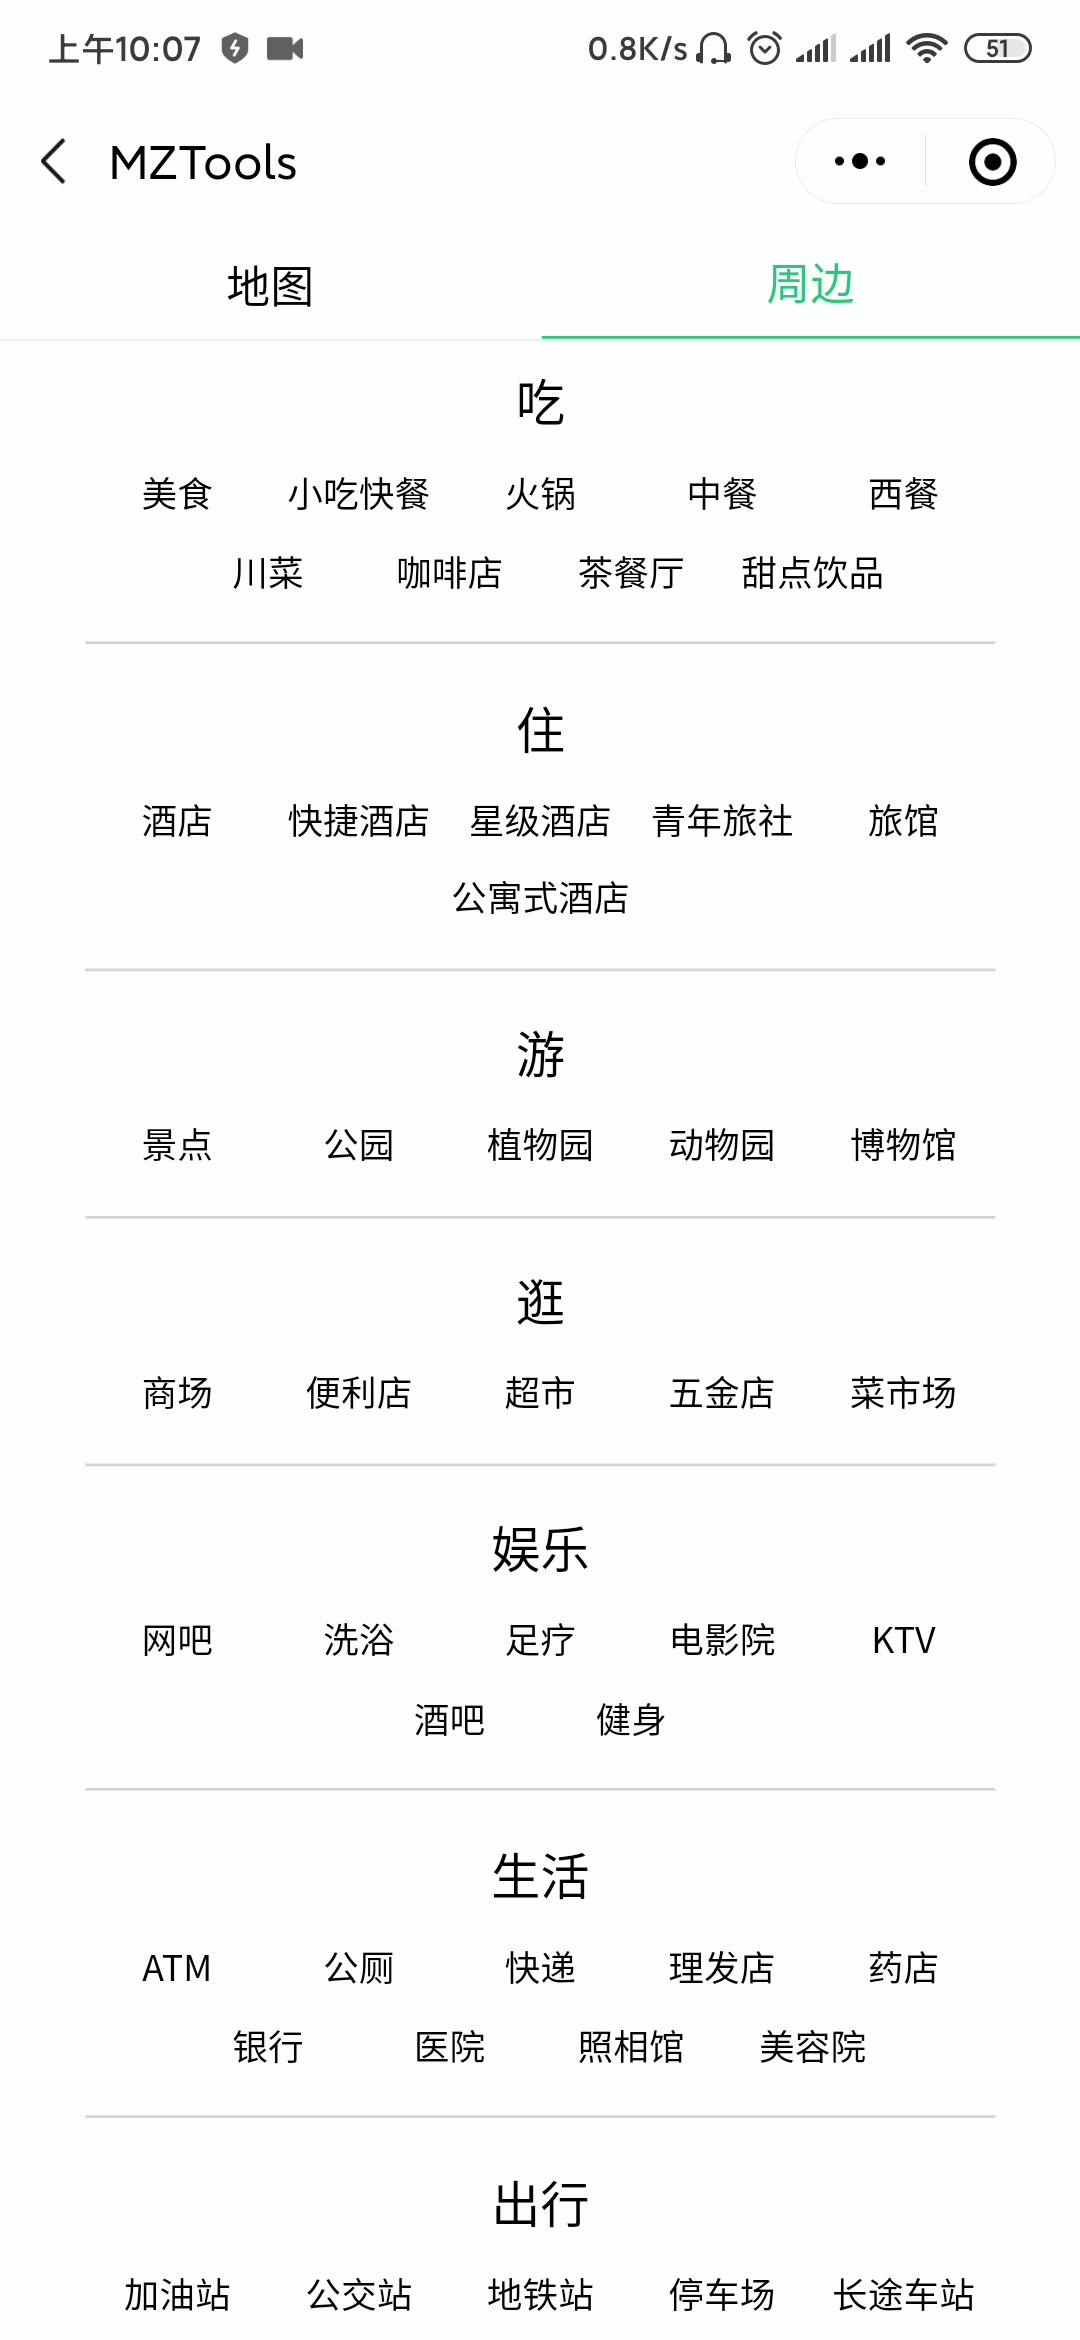 上午10:07 0.8K/s 51
MZTools
地图 周边
吃
美食 小吃快餐 火锅 中餐 西餐
川菜 咖啡店 茶餐厅 甜点饮品
住
酒店 快捷酒店 星级酒店 青年旅社 旅馆
公寓式酒店
游
景点 公园 植物园 动物园 博物馆
逛
商场 便利店 超市 五金店 菜市场
娱乐
网吧 洗浴 足疗 电影院 KTV
酒吧 健身
生活
ATM 公厕 快递 理发店 药店
银行 医院 照相馆 美容院
出行
加油站 公交站 地铁站 停车场 长途车站